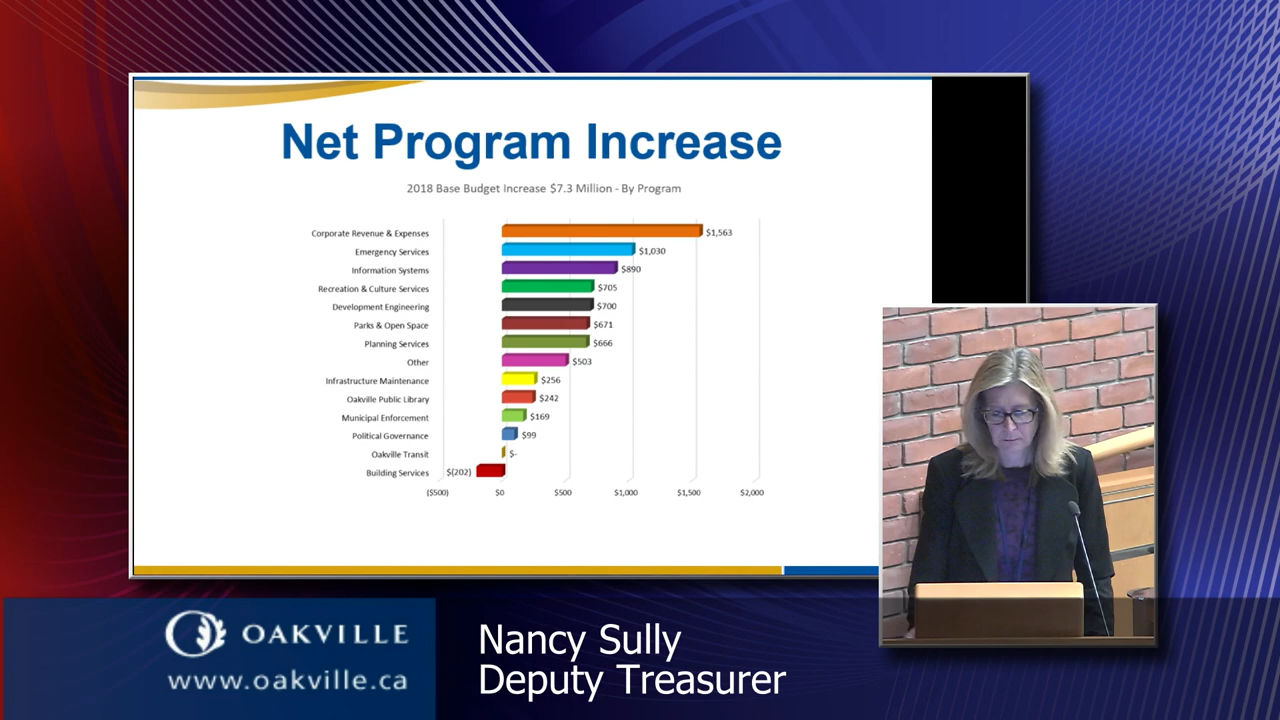 Net Program Increase
2018 Base Budget Increase $7.3 Million - By Program
Corporate Revenue & Expenses $1,563
Emergency Services $1,030
Information Systems $890
Recreation & Culture Services $705
Development Engineering $700
Parks & Open Space $671
Planning Services $666
Other $503
Infrastructure Maintenance $256
Oakville Public Library $242
Municipal Enforcement $169
Political Governance $99
Oakville Transit $-
Building Services $(202)
($500) $0 $500 $1,000 $1,500 $2,000
OAKVILLE
www.oakville.ca
Nancy Sully
Deputy Treasurer